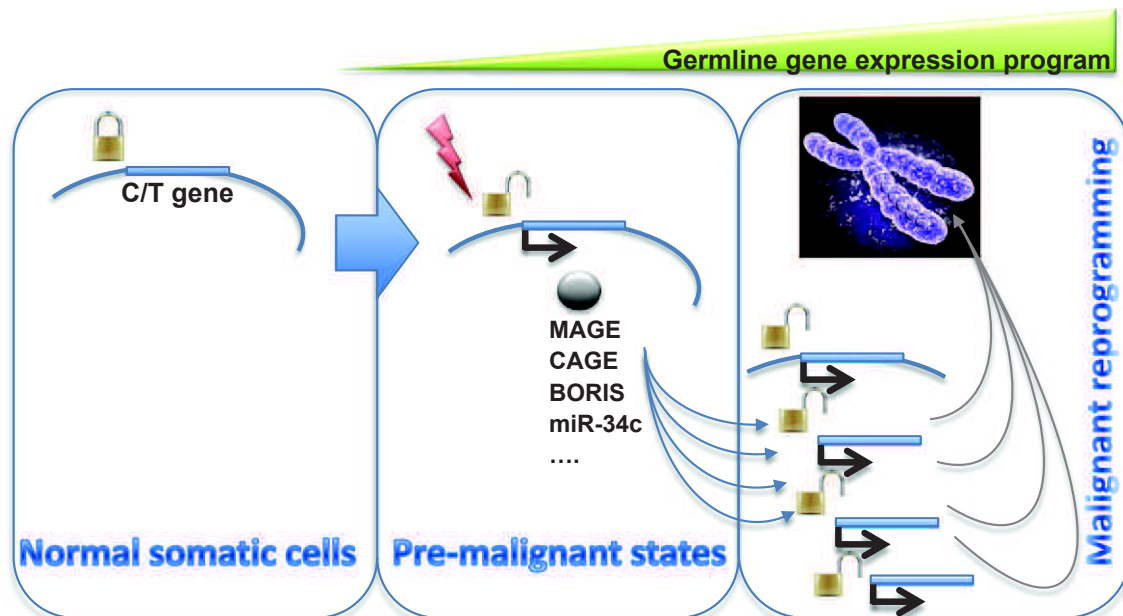 Germline gene expression program
C/T gene
Normal somatic cells
MAGE
CAGE
BORIS
miR-34c
....
Pre-malignant states
Malignant reprogramming